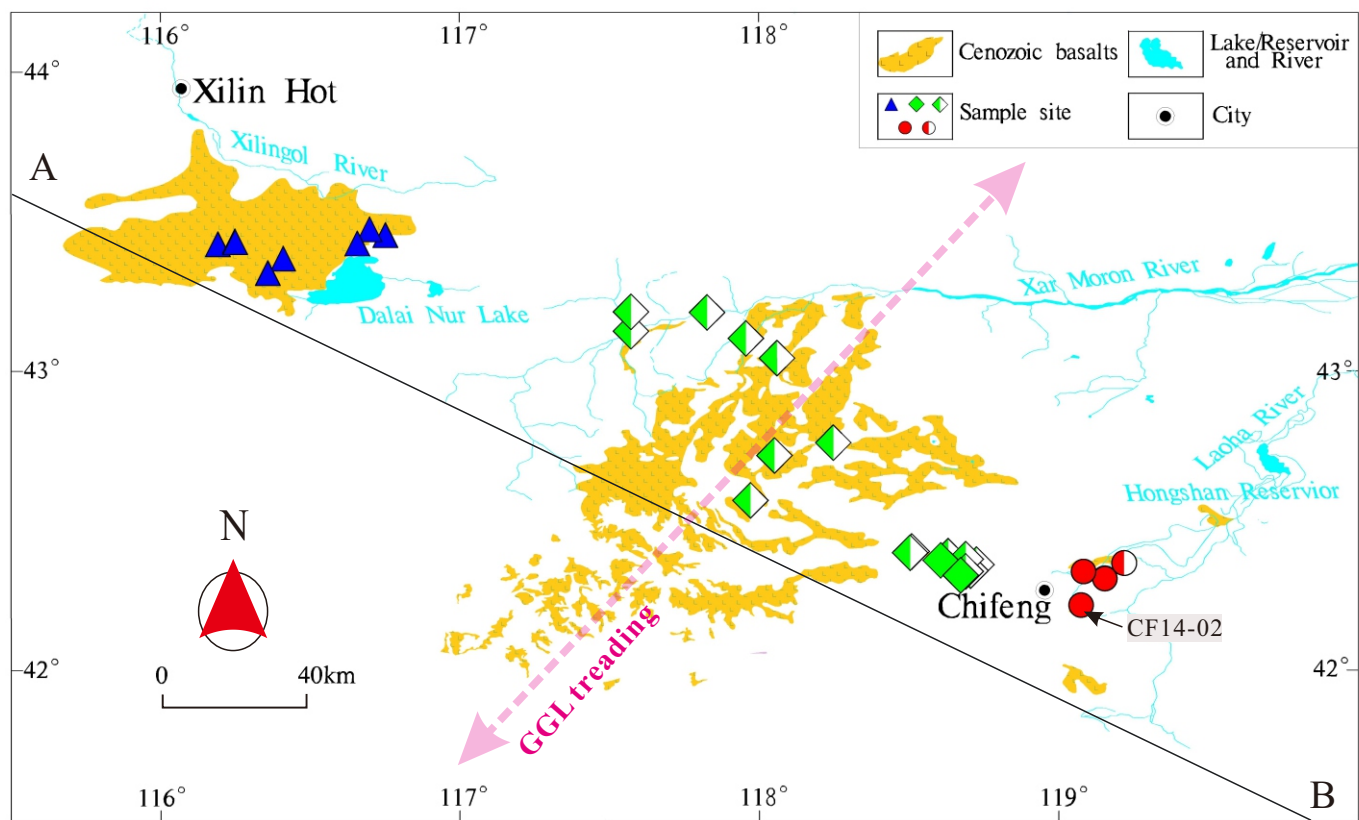 116°
117°
118°
44°
Xilin Hot
Cenozoic basalts
Lake/Reservoir
and River
Sample site
City
A
Xilingol River
Dalai Nur Lake
Xar Moron River
43°
43°
Laoha River
Hongshan Reservior
N
Chifeng
CF14-02
0
40km
GGL treading
42°
42°
116°
117°
118°
119°
B